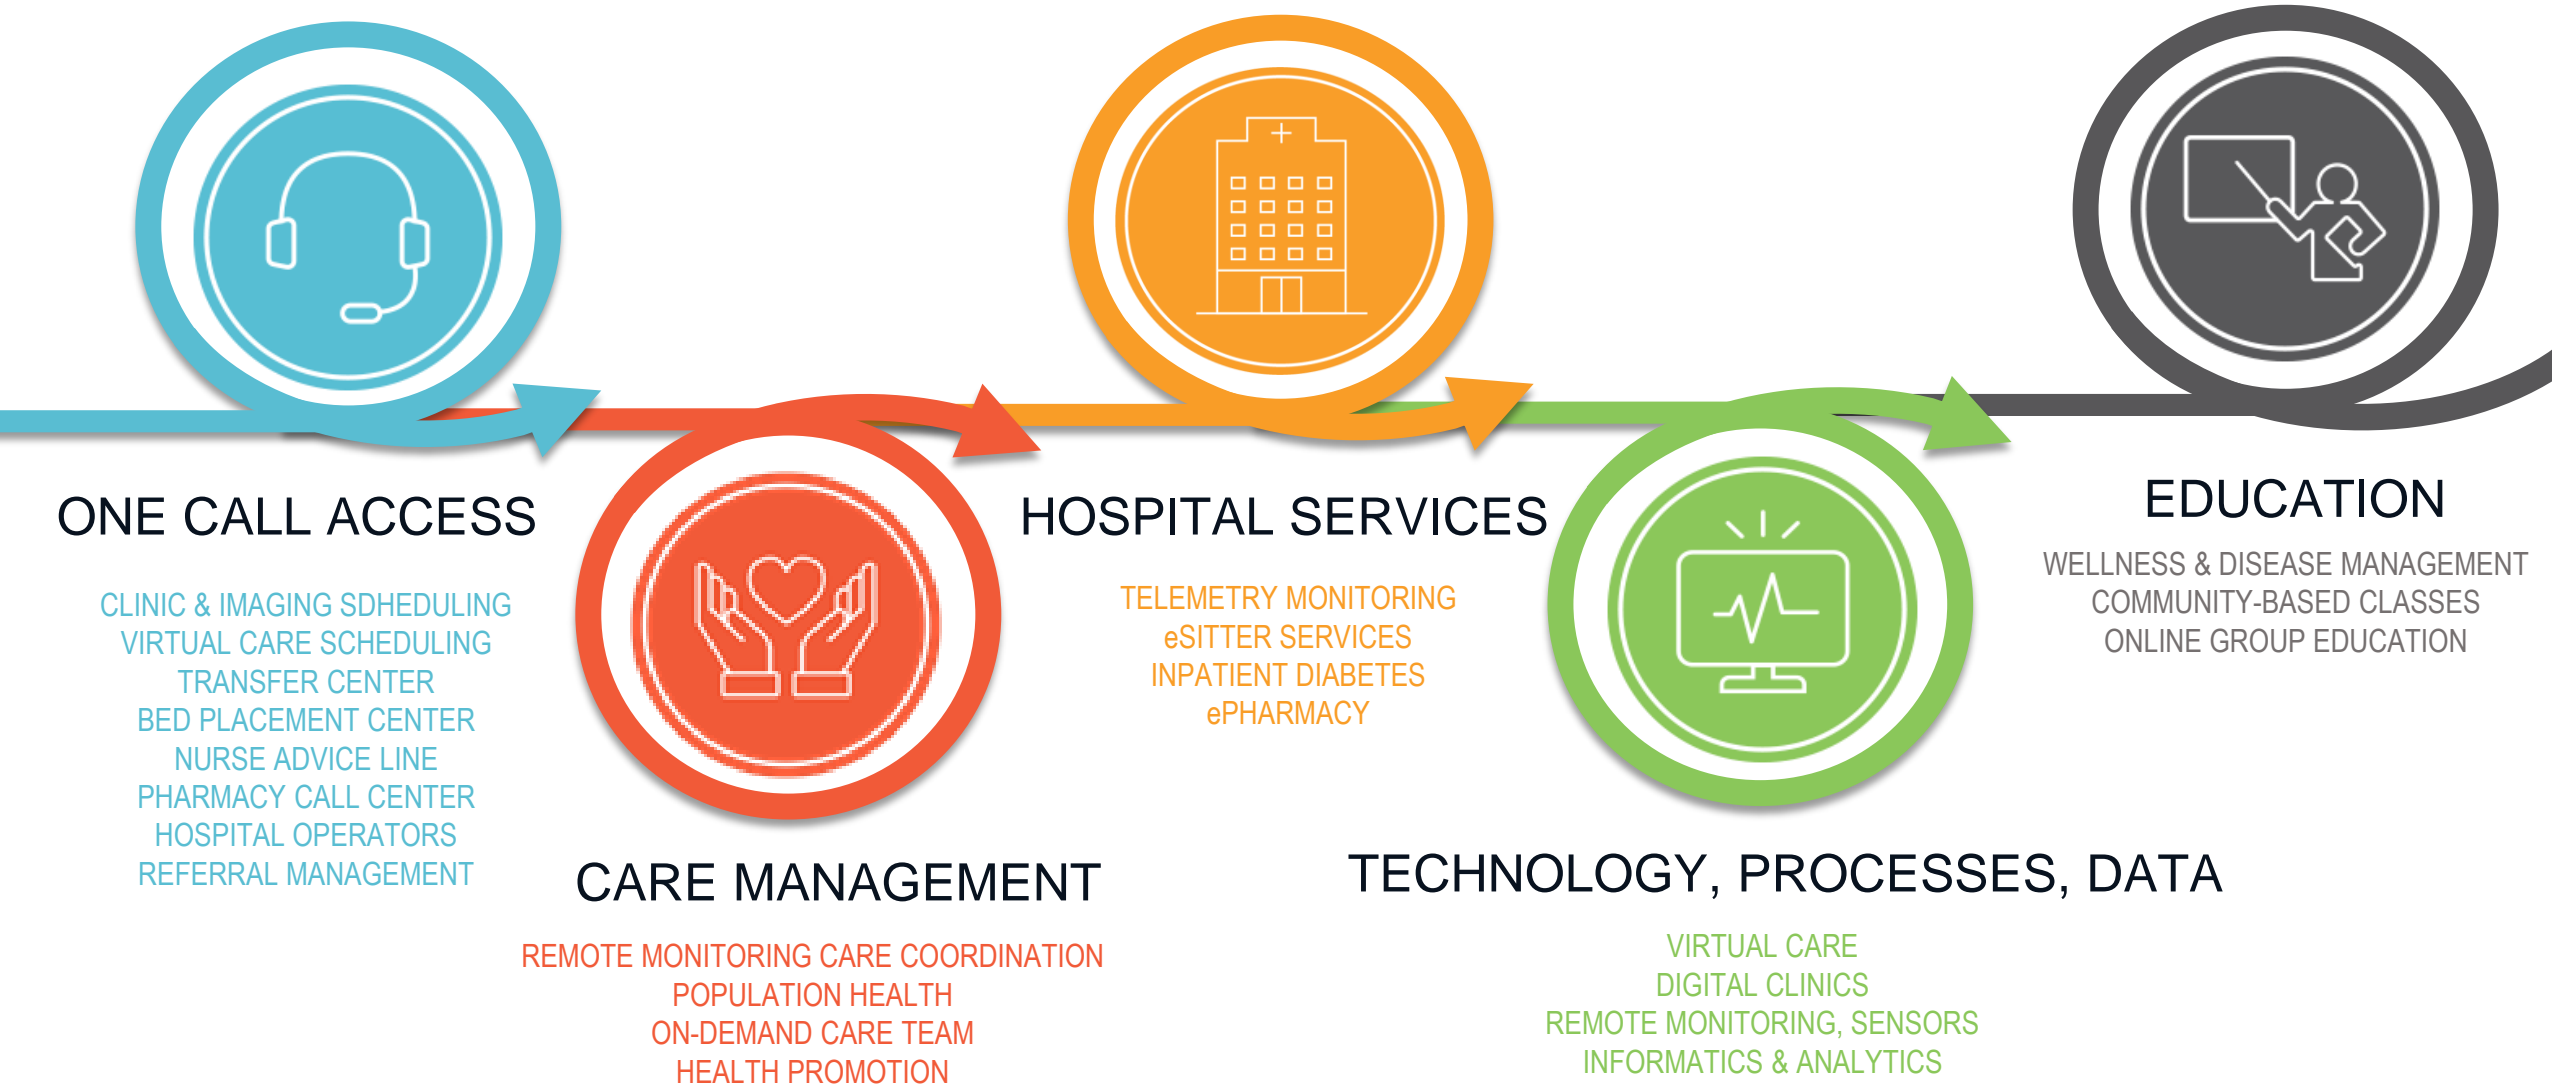 ONE CALL ACCESS
CLINIC & IMAGING SDHEDULING
VIRTUAL CARE SCHEDULING
TRANSFER CENTER
BED PLACEMENT CENTER
NURSE ADVICE LINE
PHARMACY CALL CENTER
HOSPITAL OPERATORS
REFERRAL MANAGEMENT
CARE MANAGEMENT
REMOTE MONITORING CARE COORDINATION
POPULATION HEALTH
ON-DEMAND CARE TEAM
HEALTH PROMOTION
HOSPITAL SERVICES
TELEMETRY MONITORING
eSITTER SERVICES
INPATIENT DIABETES
ePHARMACY
TECHNOLOGY, PROCESSES, DATA
VIRTUAL CARE
DIGITAL CLINICS
REMOTE MONITORING, SENSORS
INFORMATICS & ANALYTICS
EDUCATION
WELLNESS & DISEASE MANAGEMENT
COMMUNITY-BASED CLASSES
ONLINE GROUP EDUCATION